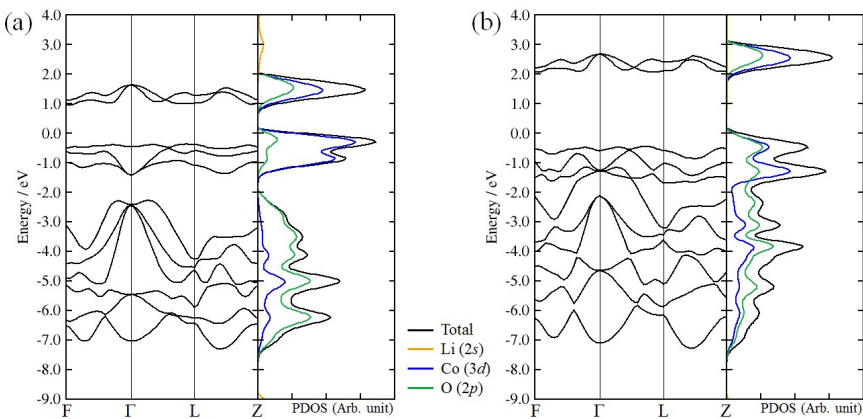 (a)
(b)
4.0
3.0
2.0
1.0
0.0
-1.0
-2.0
-3.0
-4.0
-5.0
-6.0
-7.0
-8.0
-9.0
Energy / eV
F Γ L Z PDOS (Arb. unit)
Total
Li (2s)
Co (3d)
O (2p)
4.0
3.0
2.0
1.0
0.0
-1.0
-2.0
-3.0
-4.0
-5.0
-6.0
-7.0
-8.0
-9.0
Energy / eV
F Γ L Z PDOS (Arb. unit)